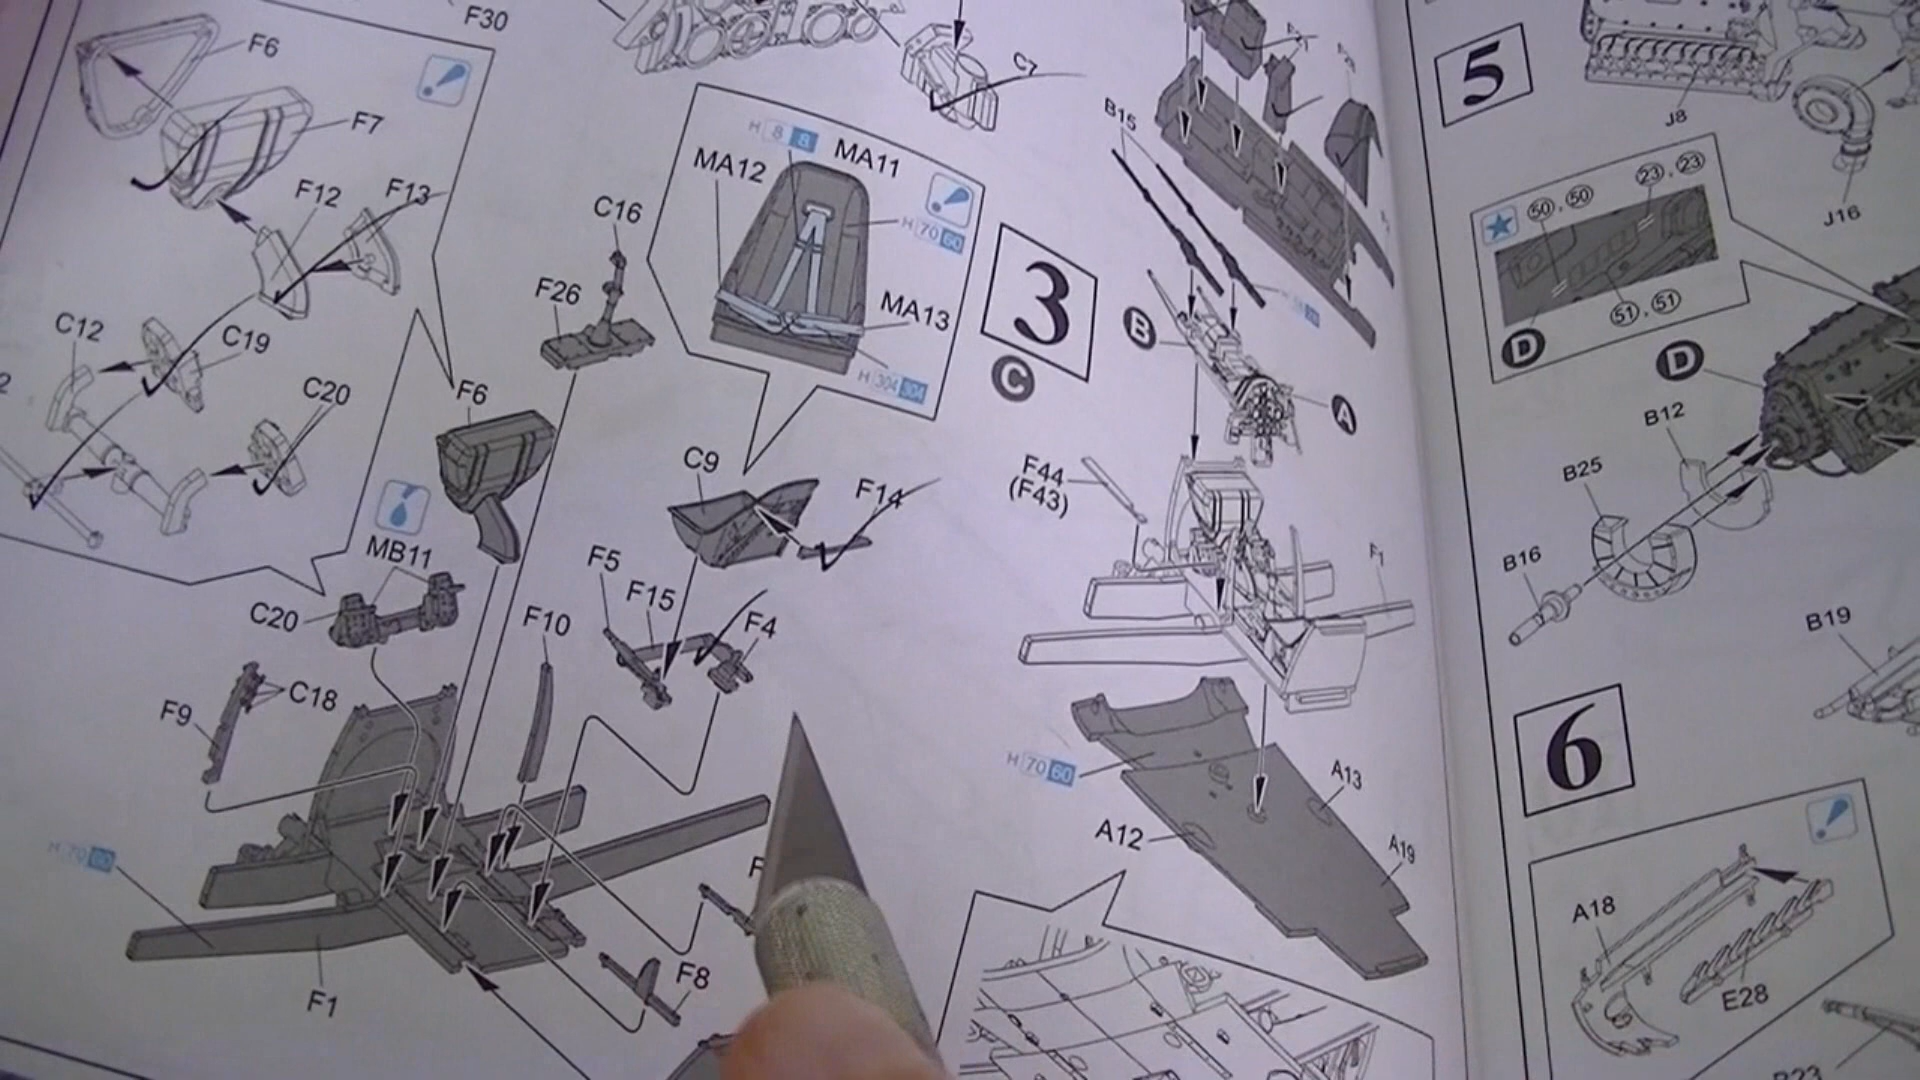 F30
F6
F7
F12
F13
C12
C19
C20
F6
C16
F26
MB11
C20
C18
F9
F10
C7
H 8 8
MA12
MA11
H 70 60
MA13
H 304 304
3
C
C9
F14
F5
F15
F4
F8
H 70 60
F1
B15
B
A
F44
(F43)
F1
H 70 60
A13
A12
A19
5
J8
J16
50 , 50
23 , 23
51 , 51
D
D
B12
B25
B16
B19
6
A18
E28
B23